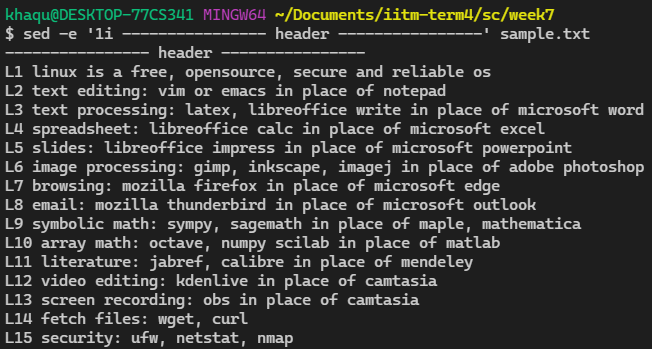 khaqu@DESKTOP-77CS341 MINGW64 ~/Documents/iitm-term4/sc/week7
$ sed -e '1i ---------------- header ----------------' sample.txt
---------------- header ----------------
L1 linux is a free, opensource, secure and reliable os
L2 text editing: vim or emacs in place of notepad
L3 text processing: latex, libreoffice write in place of microsoft word
L4 spreadsheet: libreoffice calc in place of microsoft excel
L5 slides: libreoffice impress in place of microsoft powerpoint
L6 image processing: gimp, inkscape, imagej in place of adobe photoshop
L7 browsing: mozilla firefox in place of microsoft edge
L8 email: mozilla thunderbird in place of microsoft outlook
L9 symbolic math: sympy, sagemath in place of maple, mathematica
L10 array math: octave, numpy scilab in place of matlab
L11 literature: jabref, calibre in place of mendeley
L12 video editing: kdenlive in place of camtasia
L13 screen recording: obs in place of camtasia
L14 fetch files: wget, curl
L15 security: ufw, netstat, nmap